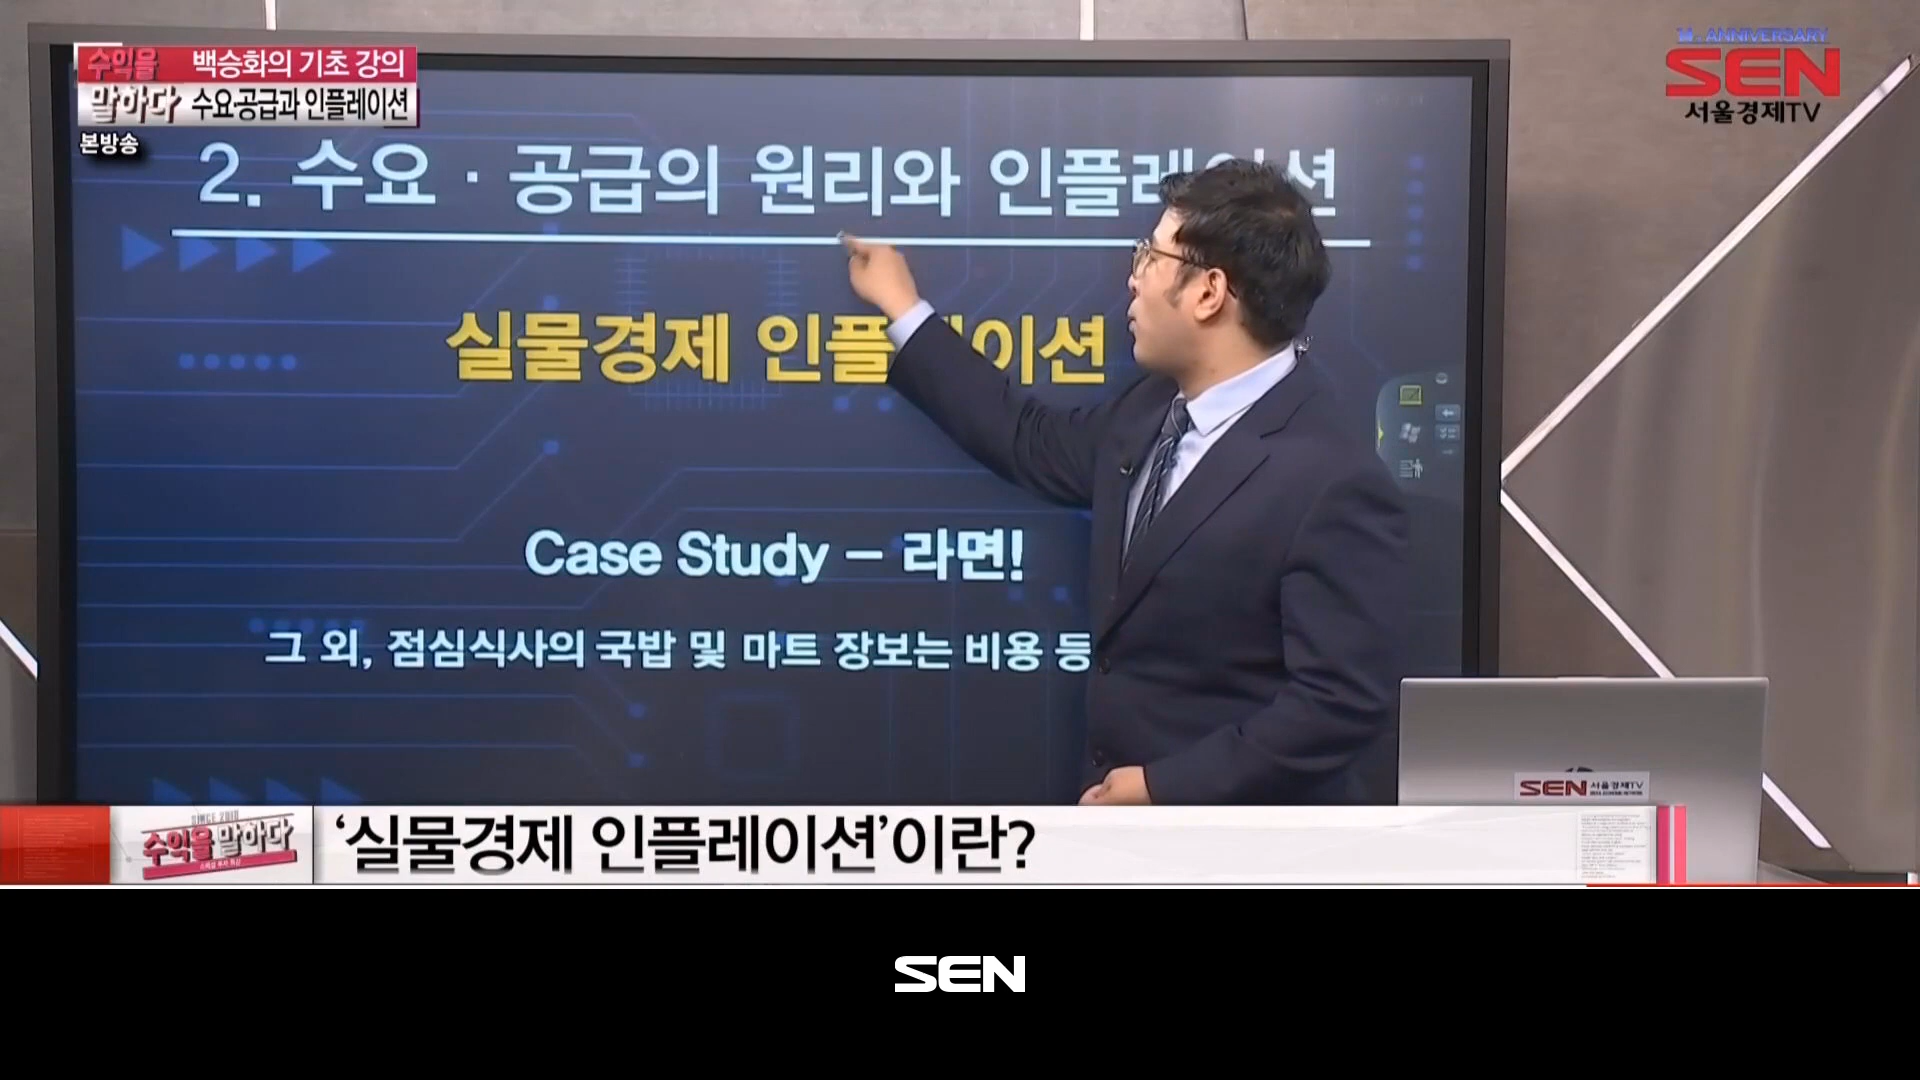 수익을
말하다
백승화의 기초 강의
수요·공급과 인플레이션
본방송
ANNIVERSARY
SEN
서울경제TV
2. 수요 · 공급의 원리와 인플레이션
실물경제 인플레이션
Case Study – 라면!
그 외, 점심식사의 국밥 및 마트 장보는 비용 등
SEN 서울경제TV
SINCE 2010
수익을 말하다
'실물경제 인플레이션'이란?
SEN